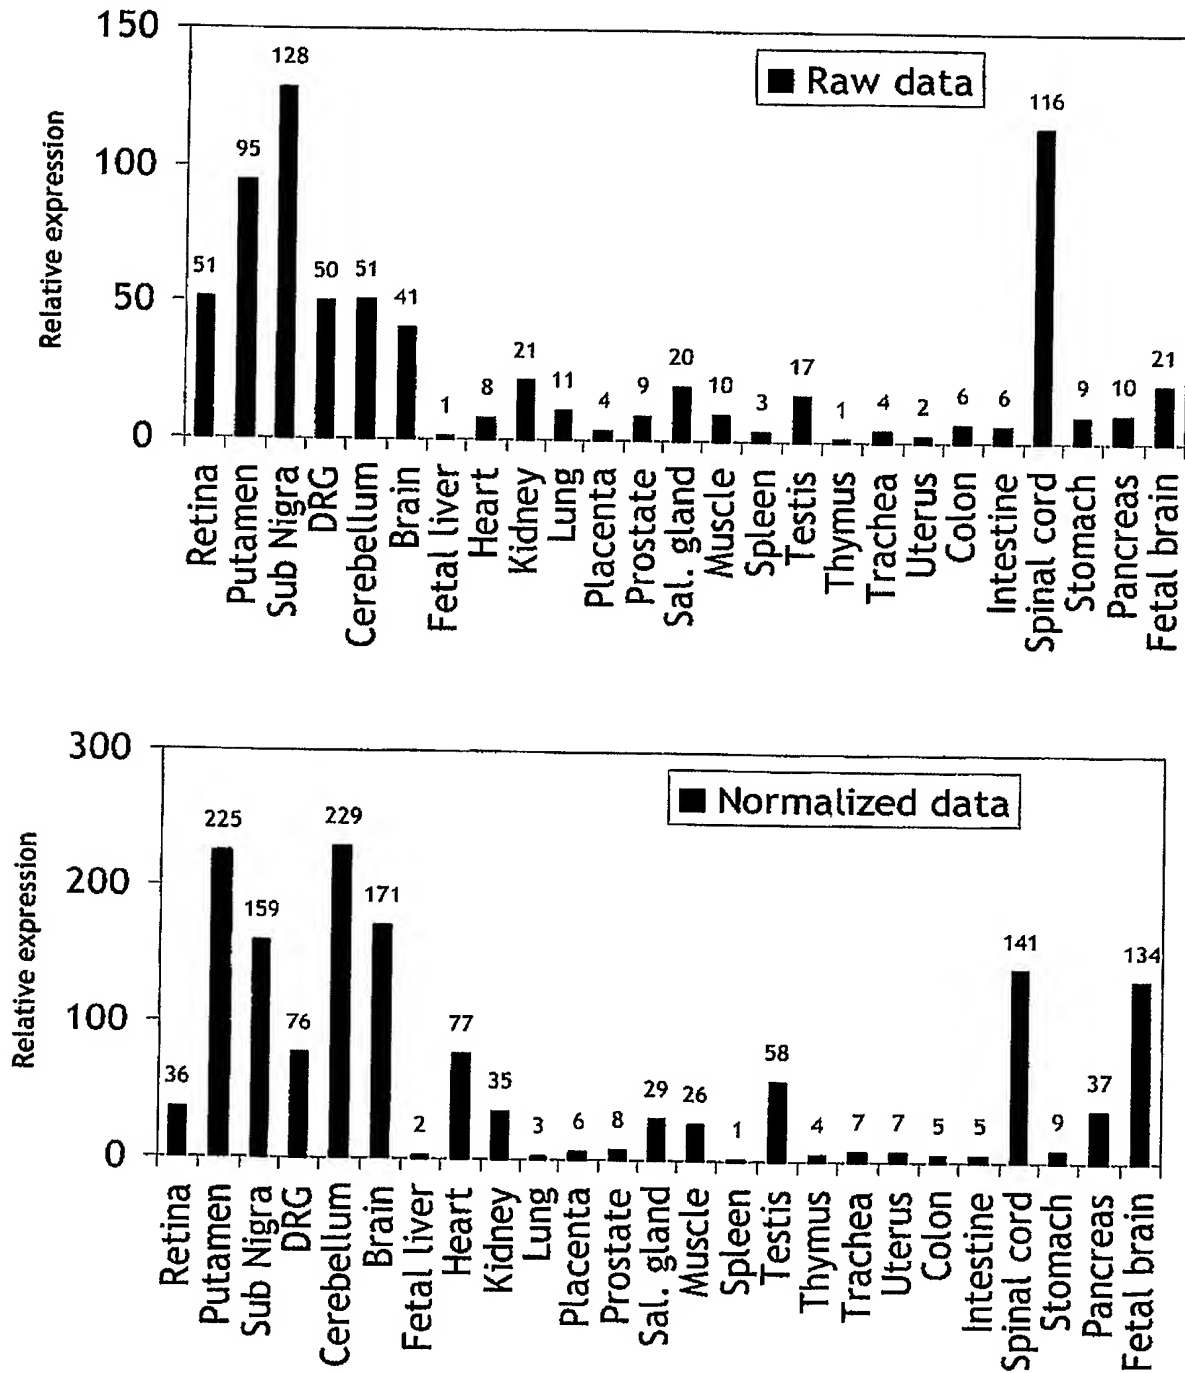 150
100
50
0
Relative expression
Raw data
51
95
128
50
51
41
1
8
21
11
4
9
20
10
3
17
1
4
2
6
6
116
9
10
21
Retina
Putamen
Sub Nigra
DRG
Cerebellum
Brain
Fetal liver
Heart
Kidney
Lung
Placenta
Prostate
Sal. gland
Muscle
Spleen
Testis
Thymus
Trachea
Uterus
Colon
Intestine
Spinal cord
Stomach
Pancreas
Fetal brain
300
200
100
0
Relative expression
Normalized data
36
225
159
76
229
171
2
77
35
3
6
8
29
26
1
58
4
7
7
5
5
141
9
37
134
Retina
Putamen
Sub Nigra
DRG
Cerebellum
Brain
Fetal liver
Heart
Kidney
Lung
Placenta
Prostate
Sal. gland
Muscle
Spleen
Testis
Thymus
Trachea
Uterus
Colon
Intestine
Spinal cord
Stomach
Pancreas
Fetal brain